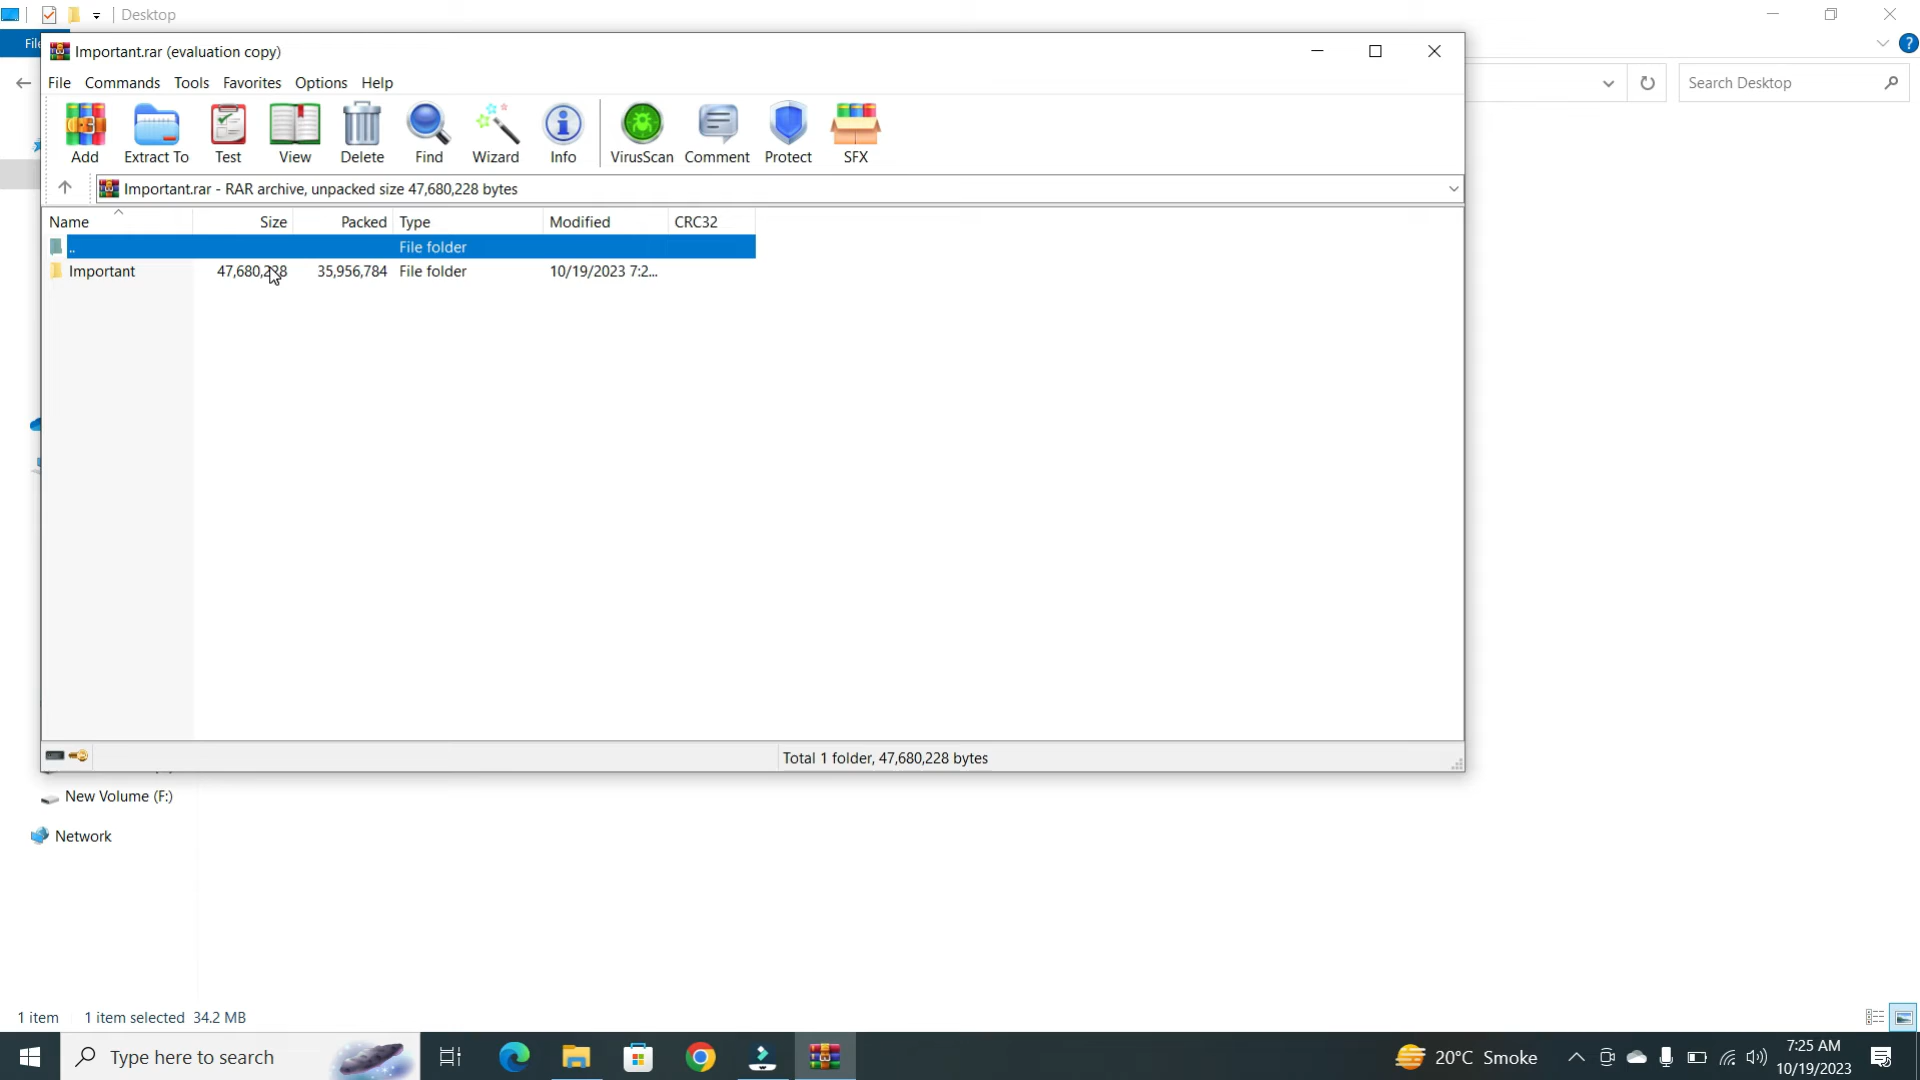 Desktop
File
Important.rar (evaluation copy)
File Commands Tools Favorites Options Help
Search Desktop
Add Extract To Test View Delete Find Wizard Info VirusScan Comment Protect SFX
Important.rar - RAR archive, unpacked size 47,680,228 bytes
Name Size Packed Type Modified CRC32
.. File folder
Important 47,680,228 35,956,784 File folder 10/19/2023 7:2...
Total 1 folder, 47,680,228 bytes
New Volume (F:)
Network
1 item 1 item selected 34.2 MB
Type here to search
20°C Smoke
7:25 AM
10/19/2023